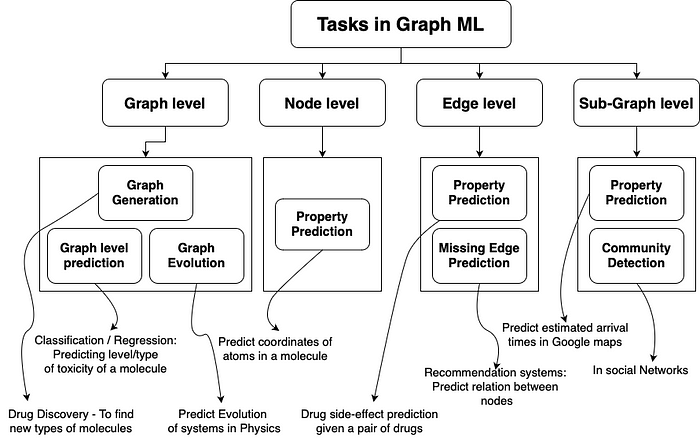 Tasks in Graph ML
Graph level
Node level
Edge level
Sub-Graph level
Graph
Generation
Graph level
prediction
Graph
Evolution
Property
Prediction
Property
Prediction
Missing Edge
Prediction
Property
Prediction
Community
Detection
Classification / Regression:
Predicting level/type
of toxicity of a molecule
Predict coordinates of
atoms in a molecule
Predict estimated arrival
times in Google maps
Recommendation systems:
Predict relation between
nodes
In social Networks
Drug Discovery - To find
new types of molecules
Predict Evolution
of systems in Physics
Drug side-effect prediction
given a pair of drugs